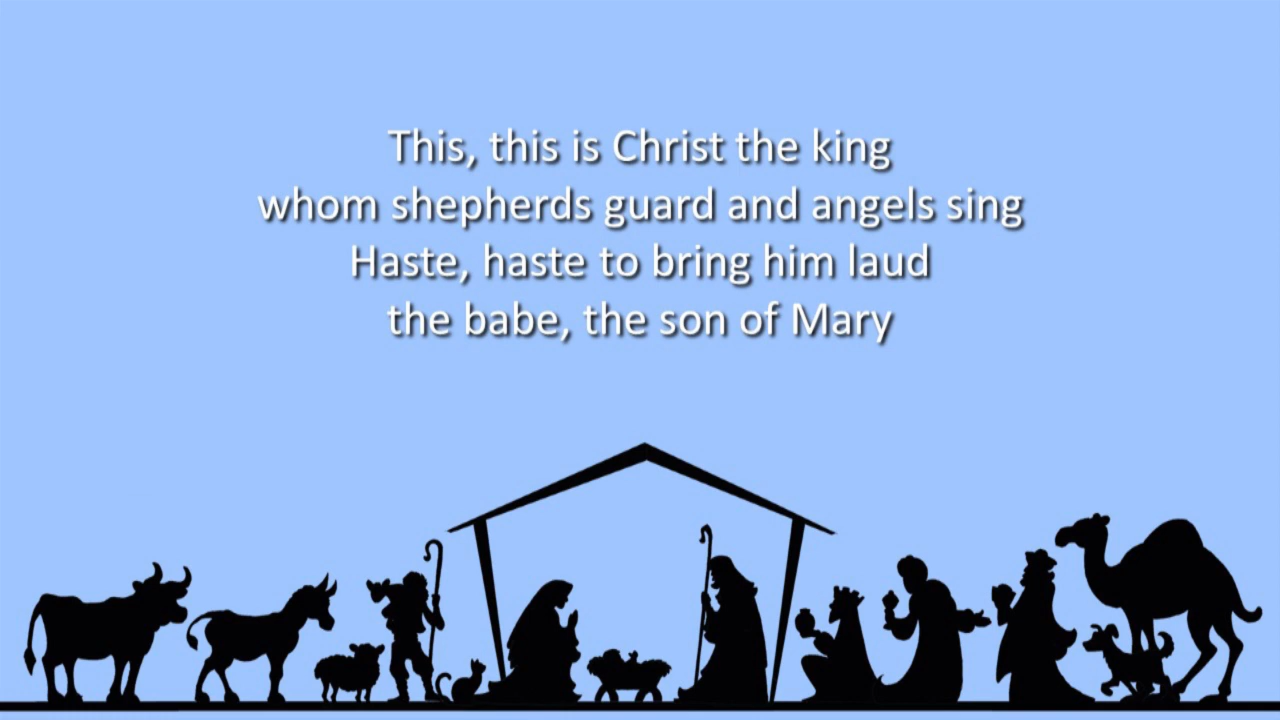 This, this is Christ the king
whom shepherds guard and angels sing
Haste, haste to bring him laud
the babe, the son of Mary